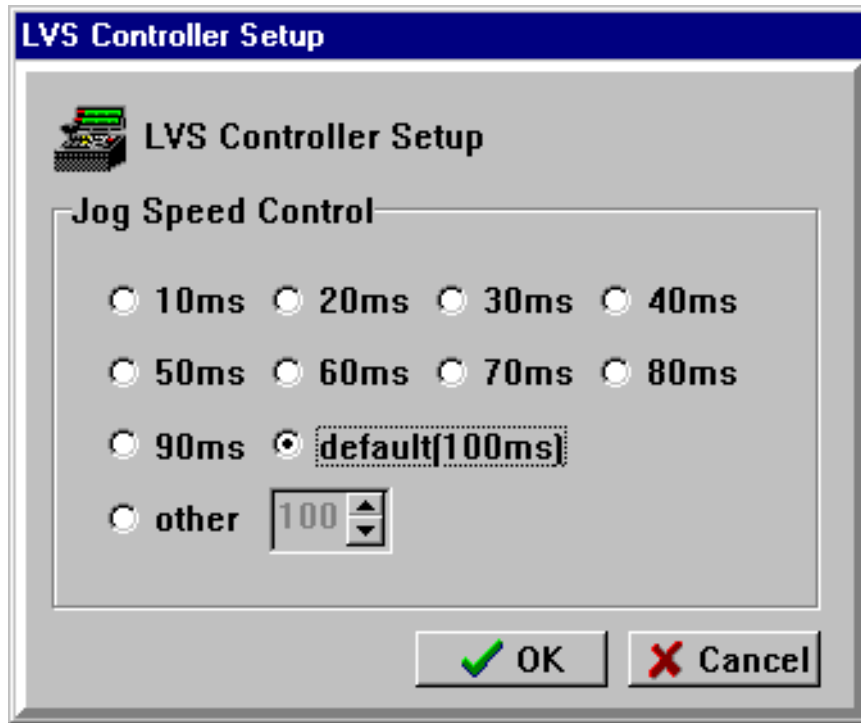 LVS Controller Setup
LVS Controller Setup
Jog Speed Control
10ms 20ms 30ms 40ms
50ms 60ms 70ms 80ms
90ms default(100ms)
other 100
OK Cancel